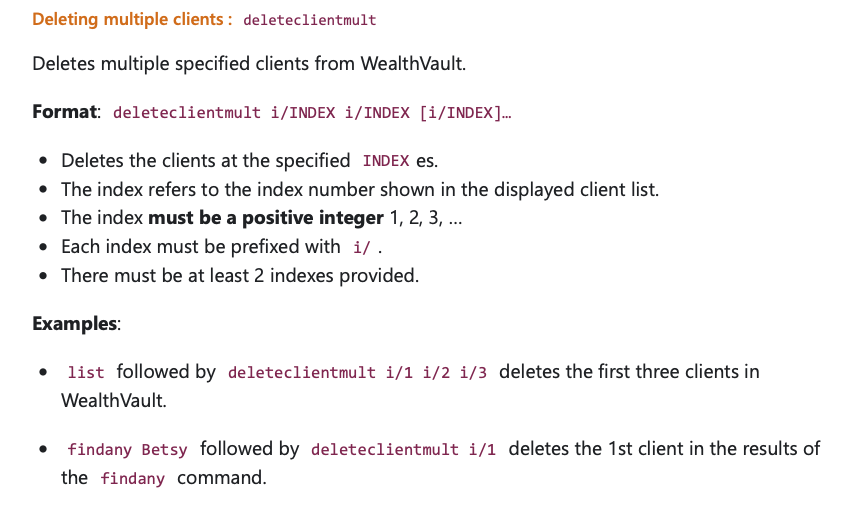 Deleting multiple clients : deleteclientmult
Deletes multiple specified clients from WealthVault.
Format: deleteclientmult i/INDEX i/INDEX [i/INDEX]…
• Deletes the clients at the specified INDEX es.
• The index refers to the index number shown in the displayed client list.
• The index must be a positive integer 1, 2, 3, …
• Each index must be prefixed with i/ .
• There must be at least 2 indexes provided.
Examples:
• list followed by deleteclientmult i/1 i/2 i/3 deletes the first three clients in
WealthVault.
• findany Betsy followed by deleteclientmult i/1 deletes the 1st client in the results of
the findany command.